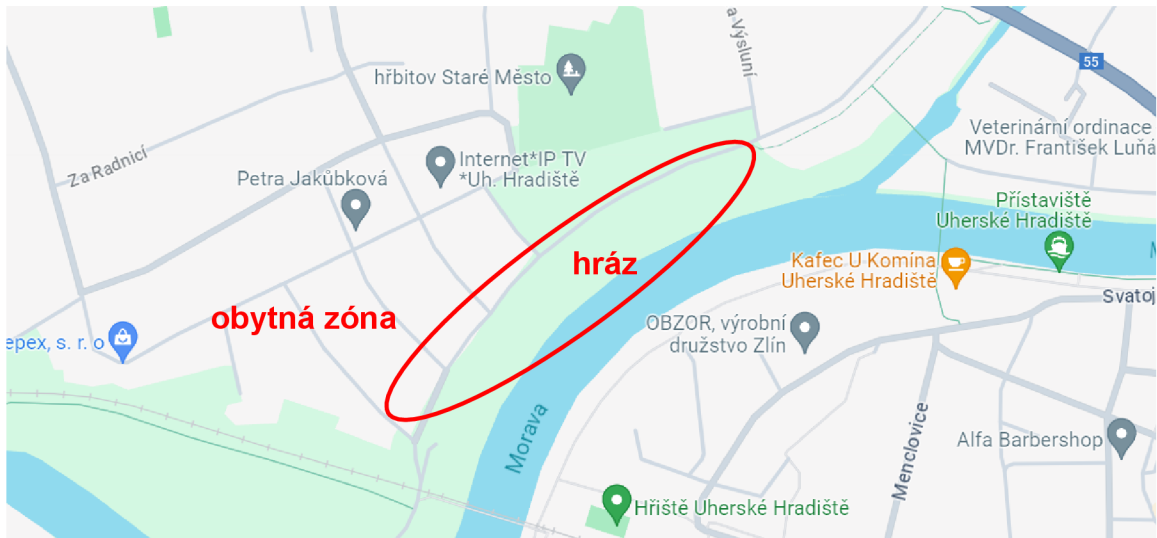 a Výsluní
55
hřbitov Staré Město
Veterinární ordinace
MVDr. František Luňá
Za Radnicí
Internet*IP TV
*Uh. Hradiště
Petra Jakůbková
Přístaviště
Uherské Hradiště
hráz
Kafec U Komína
Uherské Hradiště
M
Svatoj
obytná zóna
OBZOR, výrobní
družstvo Zlín
epex, s. r. o
Morava
Menclovice
Alfa Barbershop
Hřiště Uherské Hradiště